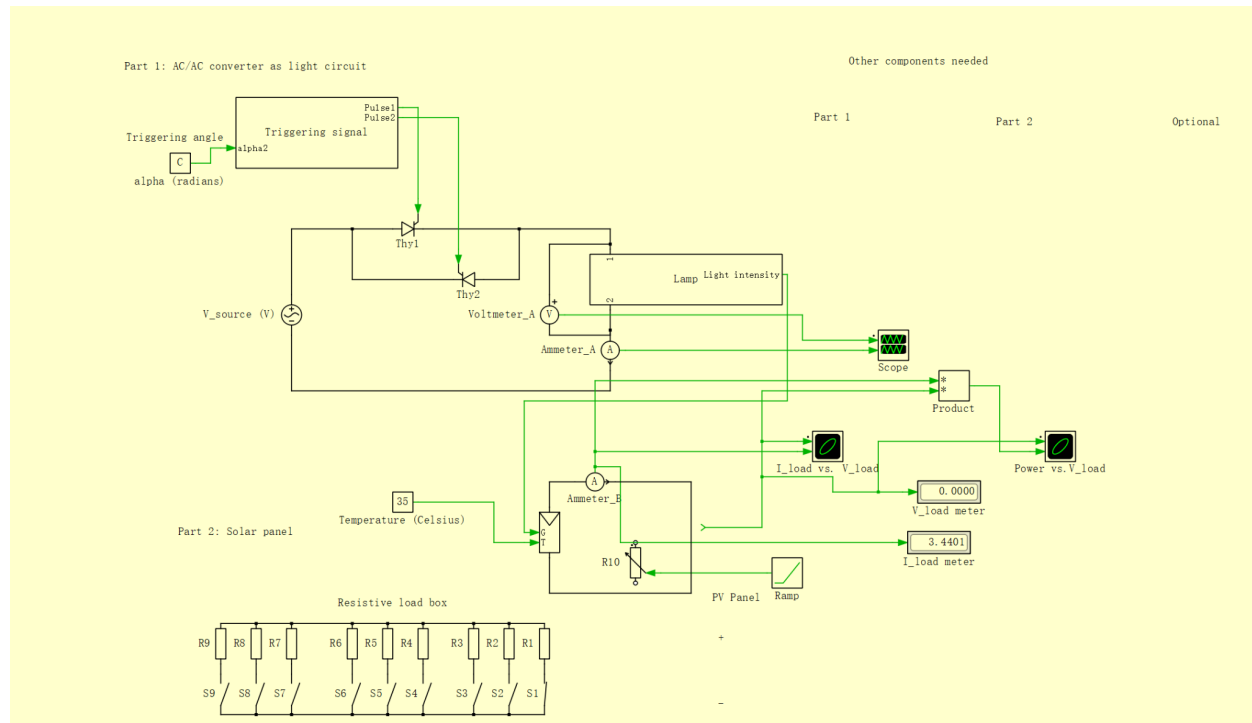 Part 1: AC/AC converter as light circuit
Other components needed
Part 1
Part 2
Optional
Pulse1
Pulse2
Triggering signal
alpha2
Triggering angle
C
alpha (radians)
Thy1
Thy2
1
Lamp
Light intensity
2
V_source (V)
Voltmeter_A
V
Ammeter_A
A
Scope
*
*
Product
I_load vs. V_load
Power vs.V_load
A
Ammeter_B
35
Temperature (Celsius)
0.0000
V_load meter
Part 2: Solar panel
G
T
3.4401
I_load meter
R10
PV Panel
Ramp
Resistive load box
+
R9 R8 R7 R6 R5 R4 R3 R2 R1
S9 S8 S7 S6 S5 S4 S3 S2 S1
−